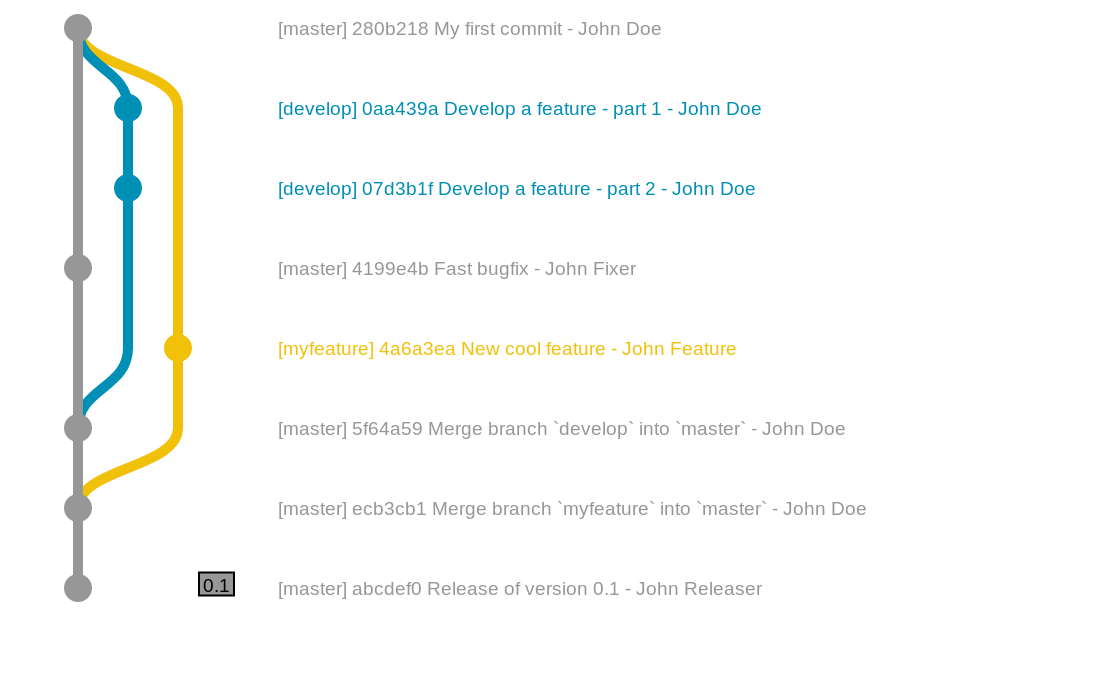 [master] 280b218 My first commit - John Doe
[develop] 0aa439a Develop a feature - part 1 - John Doe
[develop] 07d3b1f Develop a feature - part 2 - John Doe
[master] 4199e4b Fast bugfix - John Fixer
[myfeature] 4a6a3ea New cool feature - John Feature
[master] 5f64a59 Merge branch `develop` into `master` - John Doe
[master] ecb3cb1 Merge branch `myfeature` into `master` - John Doe
0.1 [master] abcdef0 Release of version 0.1 - John Releaser